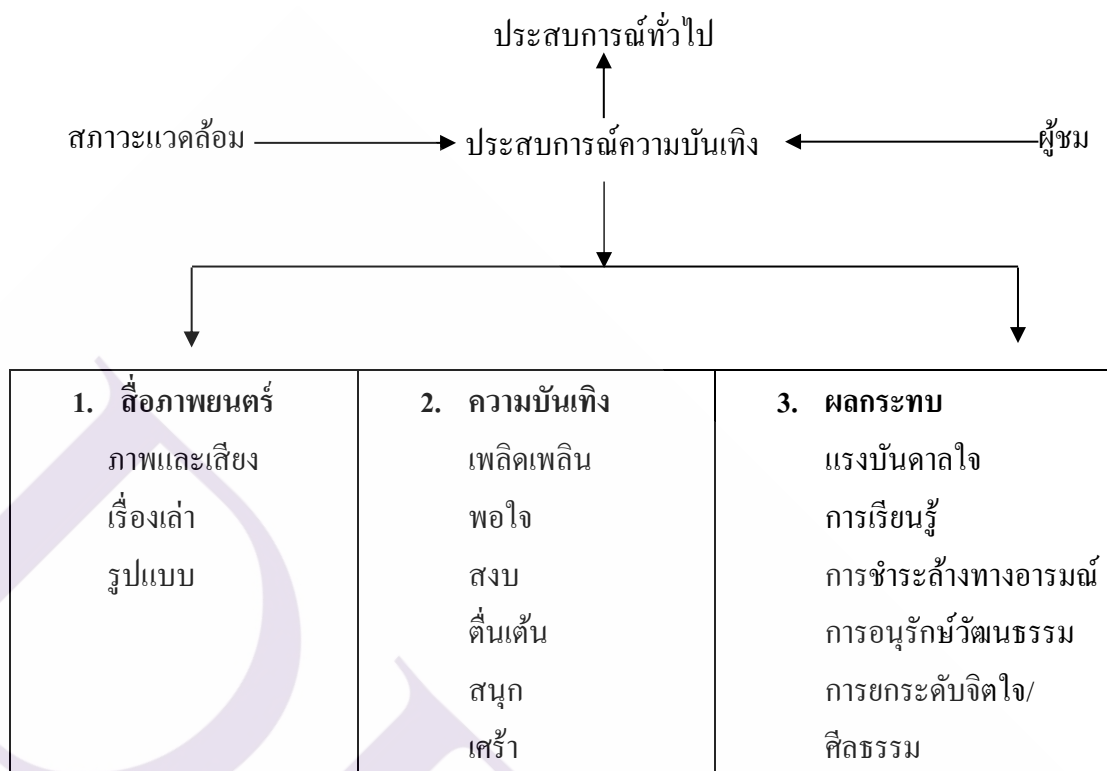 ประสบการณ์ทั่วไป
สภาวะแวดล้อม ประสบการณ์ความบันเทิง ผู้ชม
1. สื่อภาพยนตร์
ภาพและเสียง
เรื่องเล่า
รูปแบบ
2. ความบันเทิง
เพลิดเพลิน
พอใจ
สงบ
ตื่นเต้น
สนุก
เศร้า
3. ผลกระทบ
แรงบันดาลใจ
การเรียนรู้
การชำระล้างทางอารมณ์
การอนุรักษ์วัฒนธรรม
การยกระดับจิตใจ/
ศีลธรรม